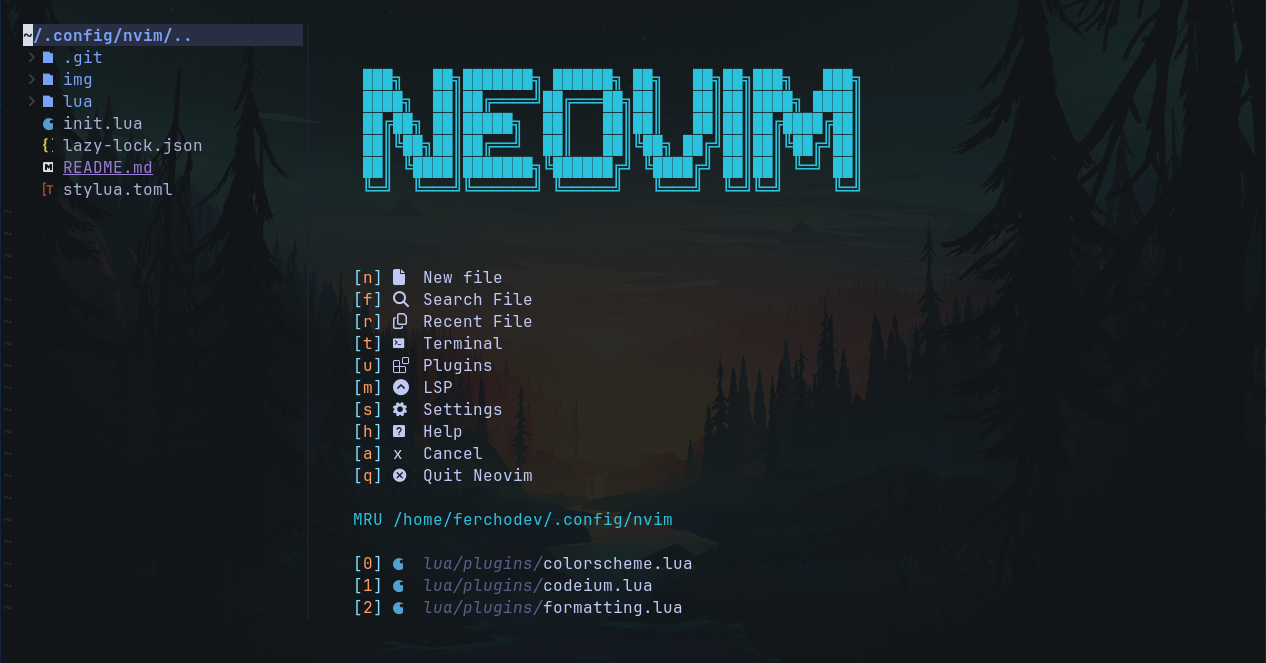 ~/.config/nvim/..
.git
img
lua
init.lua
lazy-lock.json
README.md
stylua.toml
NEOVIM
[n] New file
[f] Search File
[r] Recent File
[t] Terminal
[u] Plugins
[m] LSP
[s] Settings
[h] Help
[a] x Cancel
[q] Quit Neovim
MRU /home/ferchodev/.config/nvim
[0] lua/plugins/colorscheme.lua
[1] lua/plugins/codeium.lua
[2] lua/plugins/formatting.lua